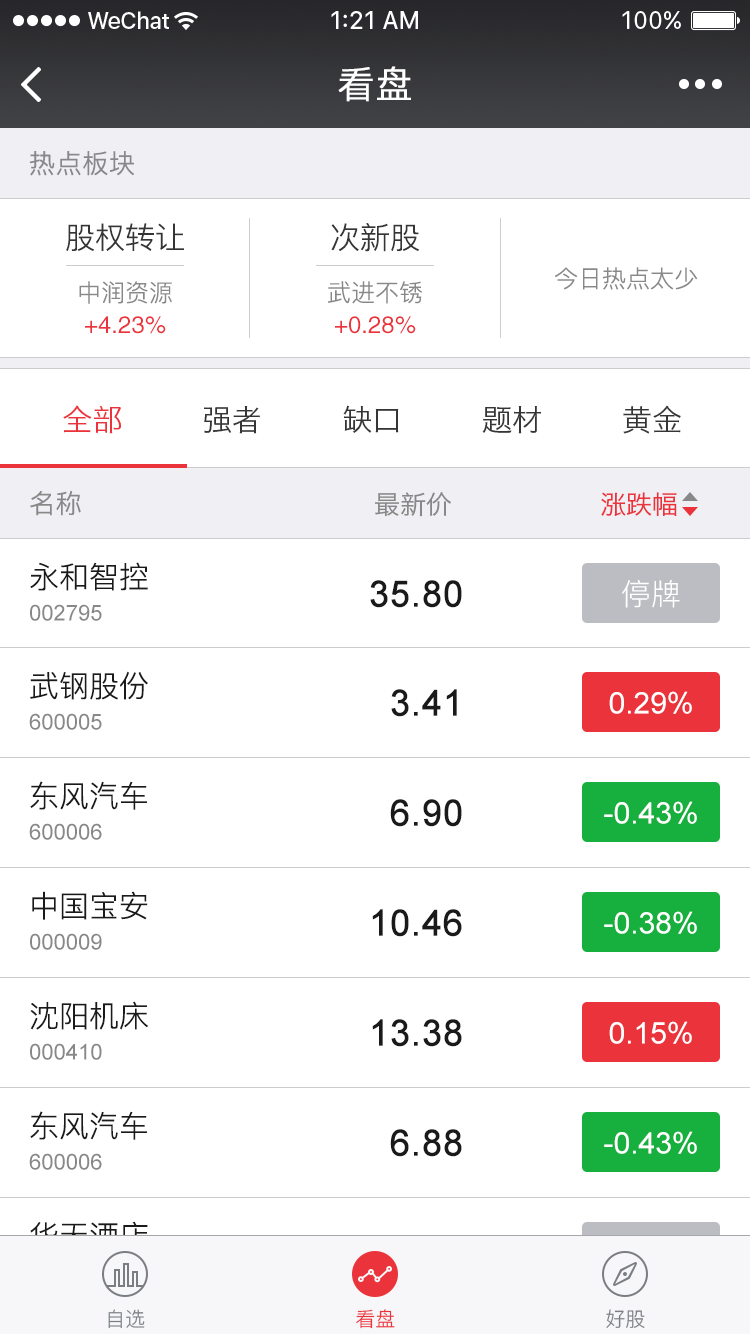 WeChat 1:21 AM 100%
看盘
热点板块
股权转让 次新股
中润资源 武进不锈 今日热点太少
+4.23% +0.28%
全部 强者 缺口 题材 黄金
名称 最新价 涨跌幅
永和智控 35.80 停牌
002795
武钢股份 3.41 0.29%
600005
东风汽车 6.90 -0.43%
600006
中国宝安 10.46 -0.38%
000009
沈阳机床 13.38 0.15%
000410
东风汽车 6.88 -0.43%
600006
自选 看盘 好股